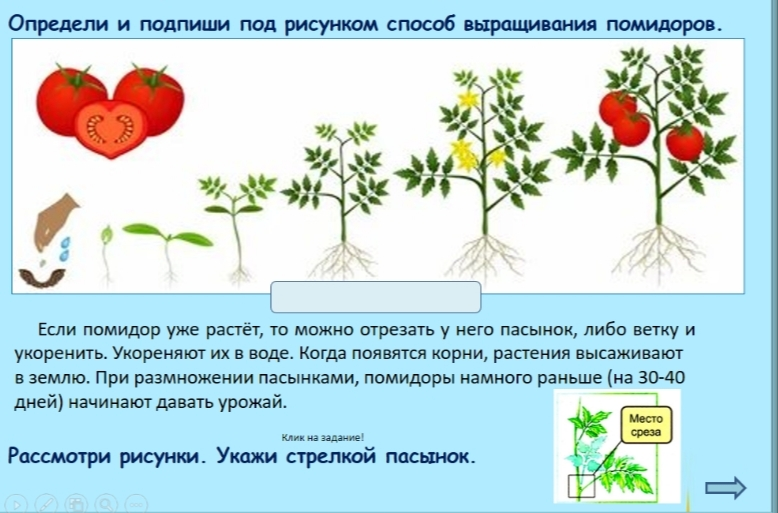 Определи и подпиши под рисунком способ выращивания помидоров.
Если помидор уже растёт, то можно отрезать у него пасынок, либо ветку и
укоренить. Укореняют их в воде. Когда появятся корни, растения высаживают
в землю. При размножении пасынками, помидоры намного раньше (на 30-40
дней) начинают давать урожай.
Место
среза
Клик на задание!
Рассмотри рисунки. Укажи стрелкой пасынок.